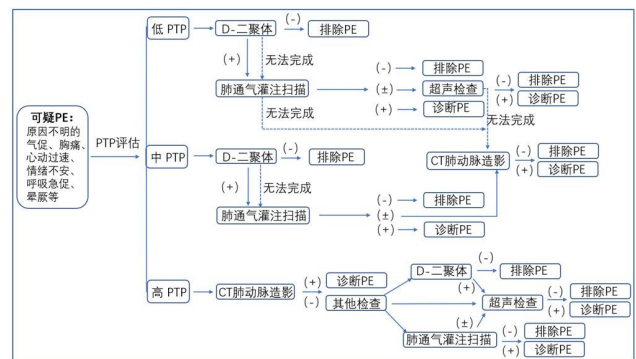 低 PTP
D-二聚体
(-)
排除PE
(+)
无法完成
肺通气灌注扫描
(-)
排除PE
(±)
超声检查
(-)
排除PE
(+)
诊断PE
(+)
诊断PE
无法完成
无法完成
可疑PE：
原因不明的
气促、胸痛、
心动过速、
情绪不安、
呼吸急促、
晕厥等
PTP评估
中 PTP
D-二聚体
(-)
排除PE
CT肺动脉造影
(-)
排除PE
(+)
诊断PE
(+)
无法完成
肺通气灌注扫描
(-)
排除PE
(±)
(+)
诊断PE
高 PTP
CT肺动脉造影
(+)
诊断PE
(-)
其他检查
D-二聚体
(-)
排除PE
(+)
超声检查
(-)
排除PE
(+)
诊断PE
(±)
肺通气灌注扫描
(-)
排除PE
(+)
诊断PE